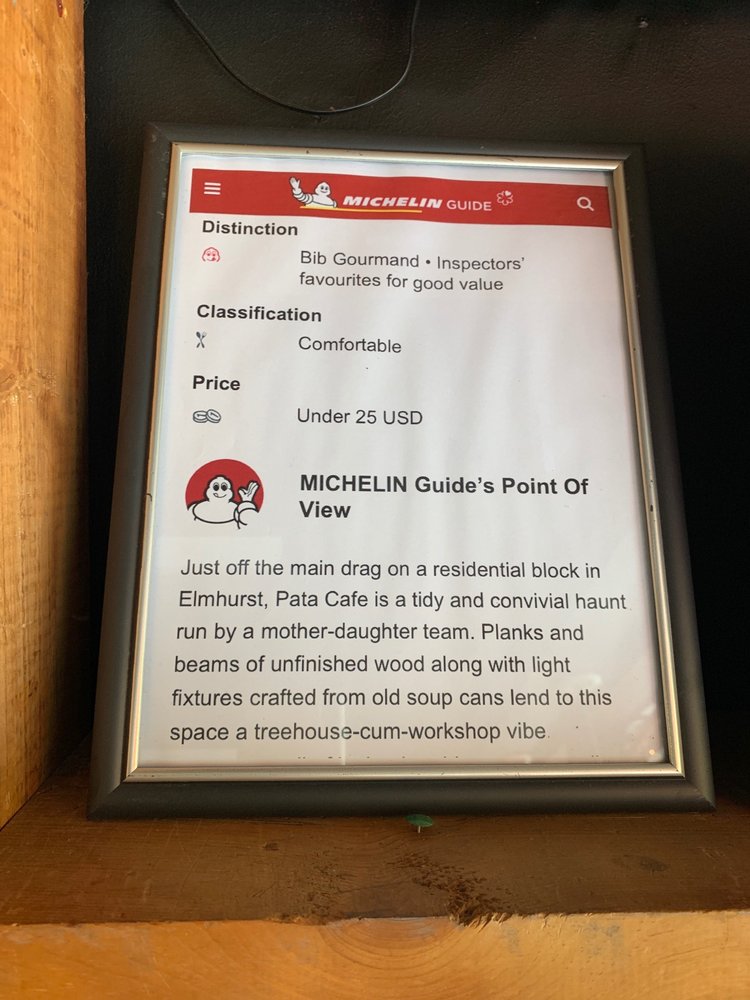 MICHELIN GUIDE
Distinction
Bib Gourmand • Inspectors'
favourites for good value
Classification
Comfortable
Price
Under 25 USD
MICHELIN Guide's Point Of
View
Just off the main drag on a residential block in
Elmhurst, Pata Cafe is a tidy and convivial haunt
run by a mother-daughter team. Planks and
beams of unfinished wood along with light
fixtures crafted from old soup cans lend to this
space a treehouse-cum-workshop vibe.